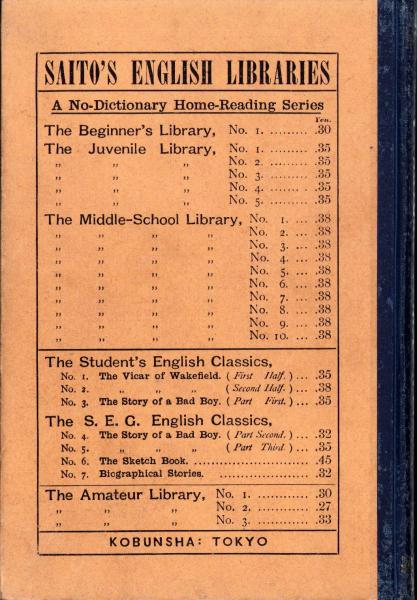 SAITO'S ENGLISH LIBRARIES
A No-Dictionary Home-Reading Series
Yen.
The Beginner's Library, No. 1. .......... .30
The Juvenile Library, No. 1. .......... .35
„ „ „ No. 2. .......... .35
„ „ „ No. 3. .......... .35
„ „ „ No. 4. .......... .35
„ „ „ No. 5. .......... .35
The Middle-School Library, No. 1. ... .38
„ „ „ „ No. 2. ... .38
„ „ „ „ No. 3. ... .38
„ „ „ „ No. 4. ... .38
„ „ „ „ No. 5. ... .38
„ „ „ „ No. 6. ... .38
„ „ „ „ No. 7. ... .38
„ „ „ „ No. 8. ... .38
„ „ „ „ No. 9. ... .38
„ „ „ „ No. 10. ... .38
The Student's English Classics,
No. 1. The Vicar of Wakefield. ( First Half. ) ... .35
No. 2. „ „ „ ( Second Half. ) ... .38
No. 3. The Story of a Bad Boy. ( Part First. ) ... .35
The S. E. G. English Classics,
No. 4. The Story of a Bad Boy. ( Part Second. ) ... .32
No. 5. „ „ „ ( Part Third. ) ... .35
No. 6. The Sketch Book. .............................. .45
No. 7. Biographical Stories. ........................ .32
The Amateur Library, No. 1. ............ .30
„ „ „ No. 2. ............ .27
„ „ „ No. 3. ............ .33
KOBUNSHA: TOKYO